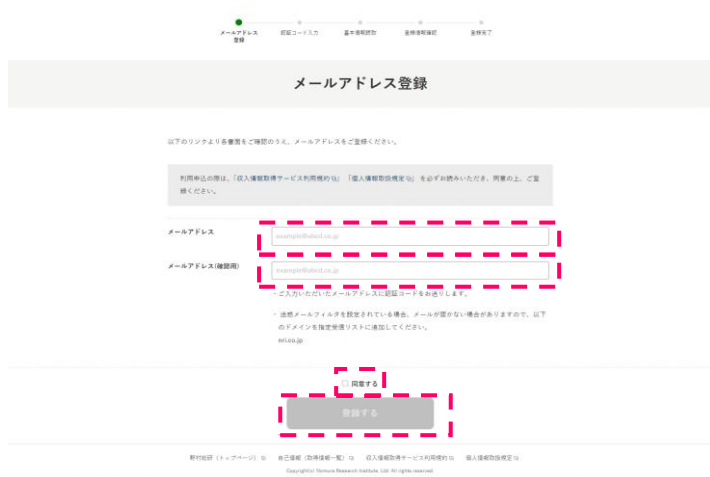 メールアドレス
登録
認証コード入力
基本情報読取
登録情報確認
登録完了
メールアドレス登録
以下のリンクより各書面をご確認のうえ、メールアドレスをご登録ください。
利用申込の際は、「収入情報取得サービス利用規約」「個人情報取扱規定」を必ずお読みいただき、同意の上、ご登
録ください。
メールアドレス
example@abcd.co.jp
メールアドレス(確認用)
example@abcd.co.jp
・ご入力いただいたメールアドレスに認証コードをお送りします。
・迷惑メールフィルタを設定されている場合、メールが届かない場合がありますので、以下
のドメインを指定受信リストに追加してください。
nri.co.jp
同意する
登録する
野村総研（トップページ） 自己情報（取得情報一覧） 収入情報取得サービス利用規約 個人情報取扱規定
Copyright(c) Nomura Research Institute, Ltd. All rights reserved.